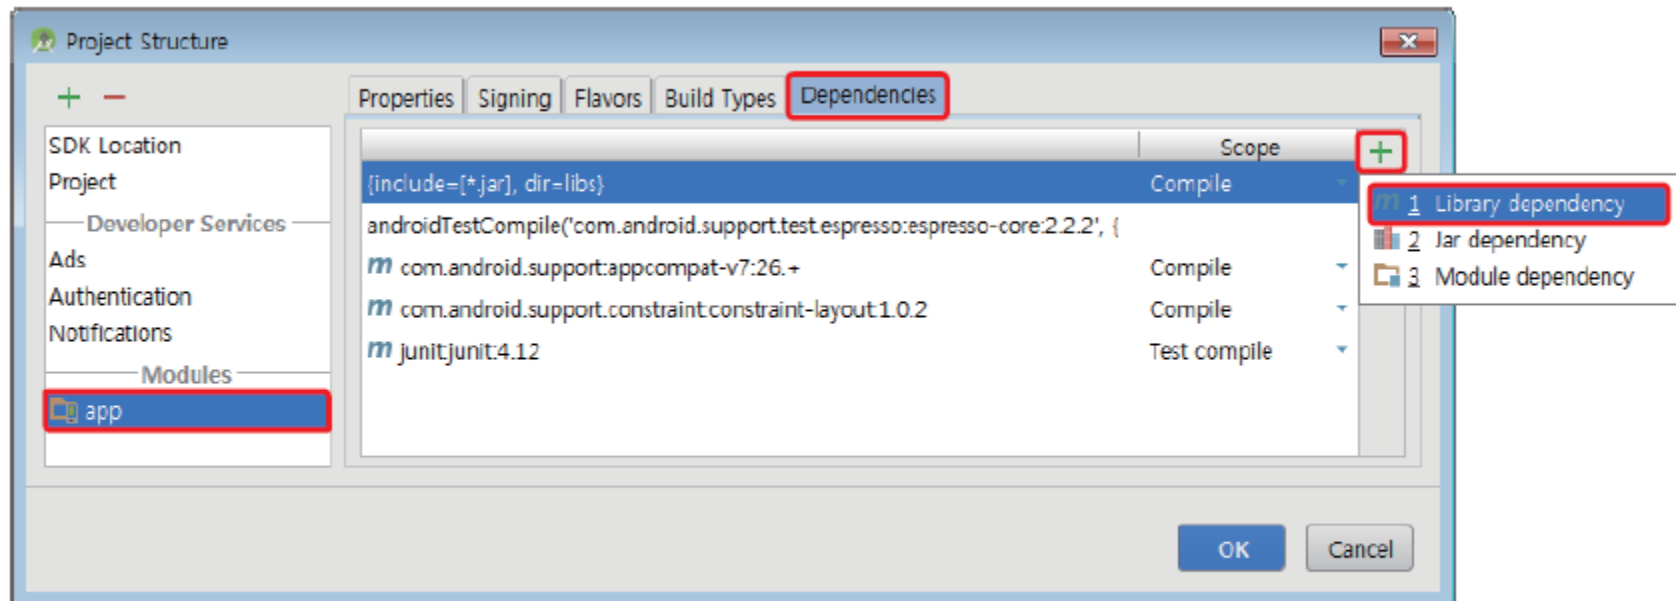 Project Structure
Properties Signing Flavors Build Types Dependencies
SDK Location
Project
Developer Services
Ads
Authentication
Notifications
Modules
app
Scope
{include=[*.jar], dir=libs} Compile
androidTestCompile('com.android.support.test.espresso:espresso-core:2.2.2', {
m com.android.support:appcompat-v7:26.+ Compile
m com.android.support.constraint:constraint-layout:1.0.2 Compile
m junit:junit:4.12 Test compile
m 1 Library dependency
2 Jar dependency
3 Module dependency
OK Cancel